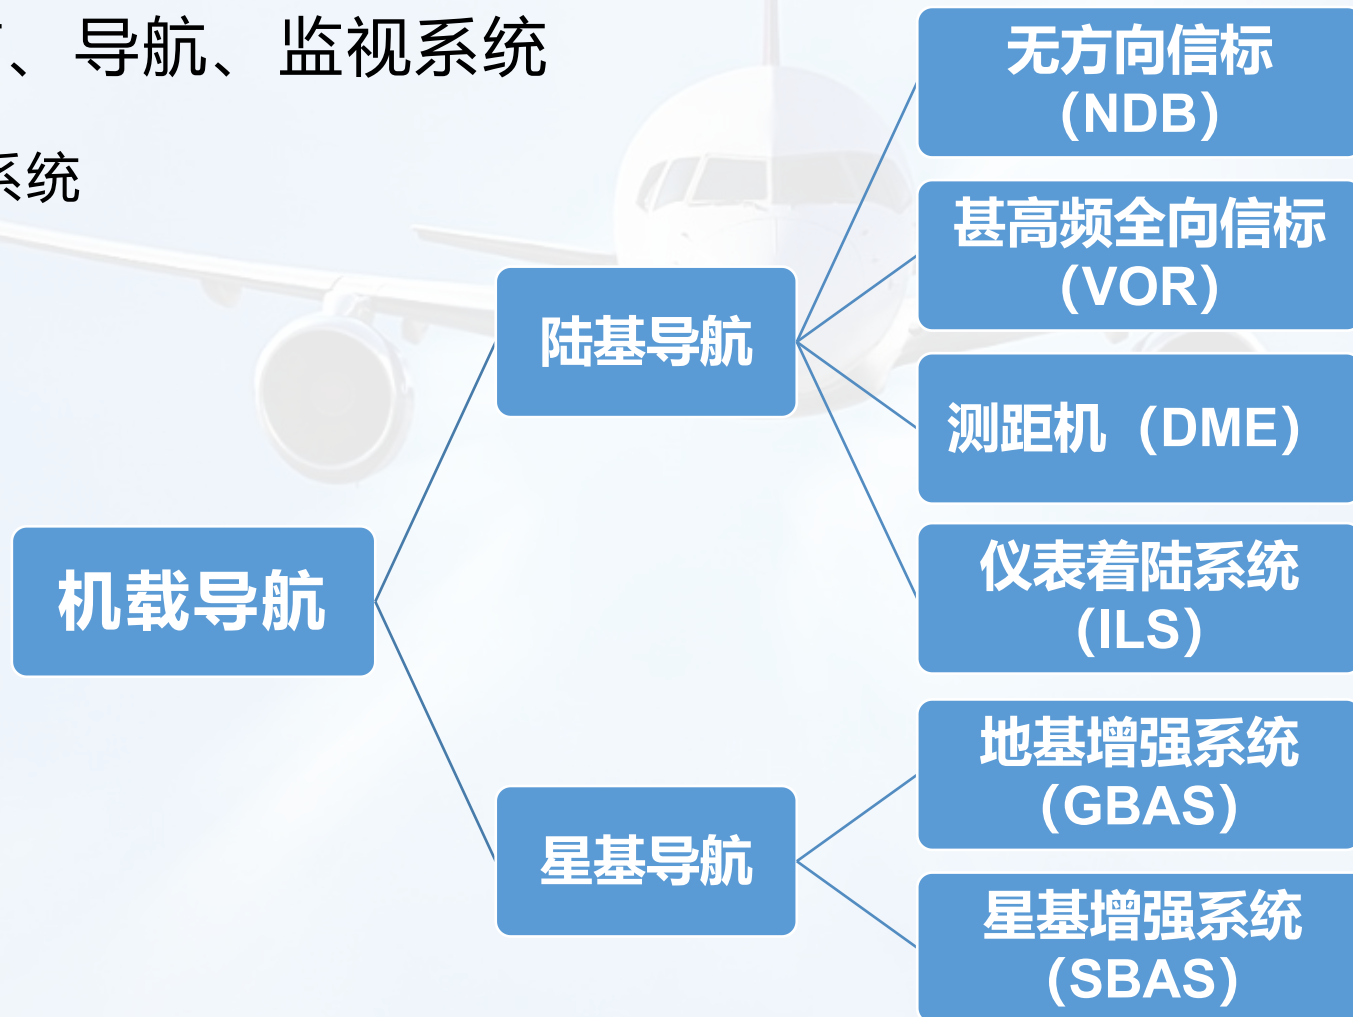 、导航、监视系统
系统
无方向信标
（NDB）
甚高频全向信标
（VOR）
陆基导航
测距机（DME）
仪表着陆系统
（ILS）
机载导航
地基增强系统
（GBAS）
星基导航
星基增强系统
（SBAS）